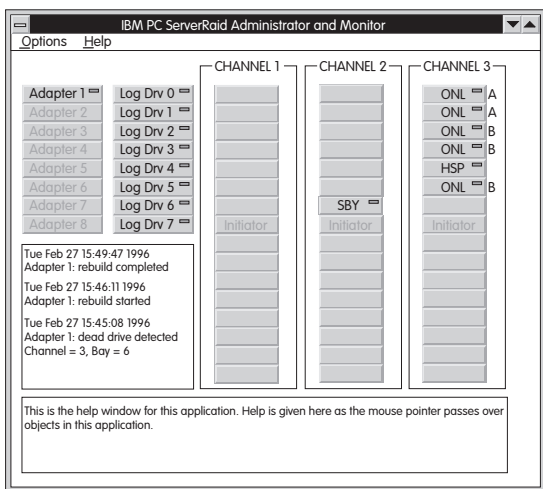 IBM PC ServerRaid Administrator and Monitor
Options Help
CHANNEL 1 CHANNEL 2 CHANNEL 3
Adapter 1 Log Drv 0 ONL A
Adapter 2 Log Drv 1 ONL A
Adapter 3 Log Drv 2 ONL B
Adapter 4 Log Drv 3 ONL B
Adapter 5 Log Drv 4 HSP
Adapter 6 Log Drv 5 ONL B
Adapter 7 Log Drv 6 SBY
Adapter 8 Log Drv 7 Initiator Initiator Initiator
Tue Feb 27 15:49:47 1996
Adapter 1: rebuild completed
Tue Feb 27 15:46:11 1996
Adapter 1: rebuild started
Tue Feb 27 15:45:08 1996
Adapter 1: dead drive detected
Channel = 3, Bay = 6
This is the help window for this application. Help is given here as the mouse pointer passes over
objects in this application.